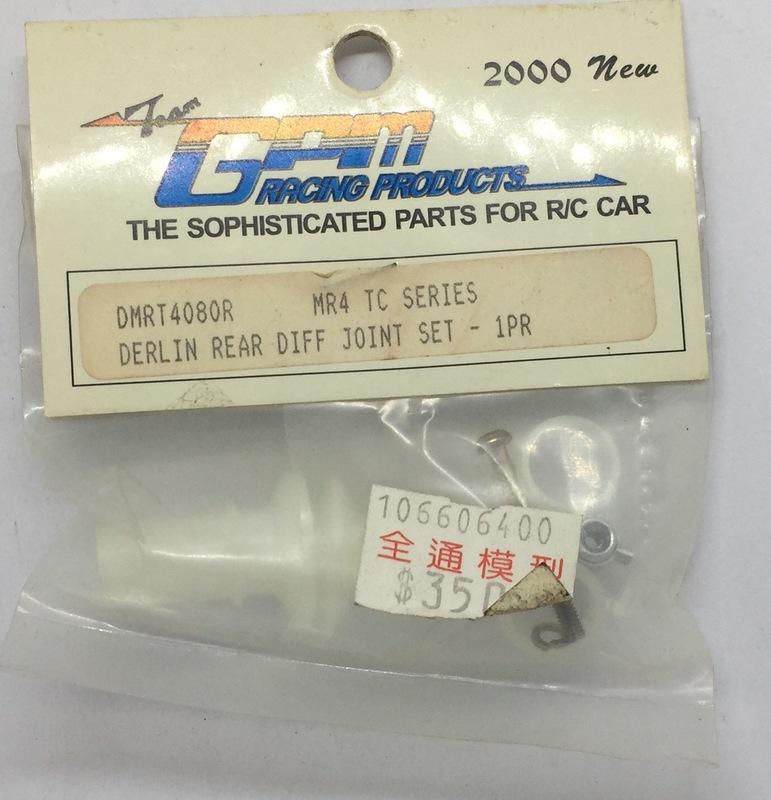 2000 New
Team
GPM
RACING PRODUCTS
THE SOPHISTICATED PARTS FOR R/C CAR
DMRT4080R MR4 TC SERIES
DERLIN REAR DIFF JOINT SET - 1PR
106606400
全通模型
$350